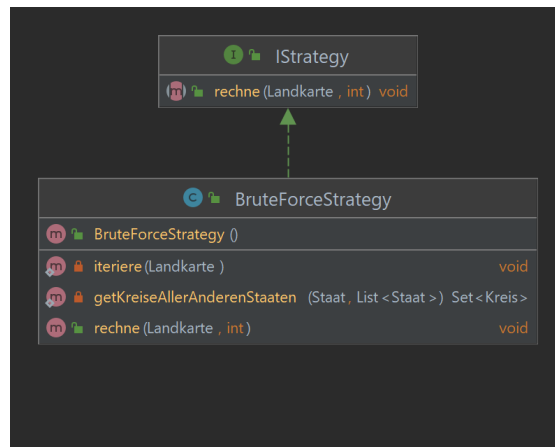 I IStrategy
m rechne (Landkarte , int) void
C BruteForceStrategy
m BruteForceStrategy ()
m iteriere (Landkarte ) void
m getKreiseAllerAnderenStaaten (Staat, List <Staat >) Set<Kreis>
m rechne (Landkarte , int) void